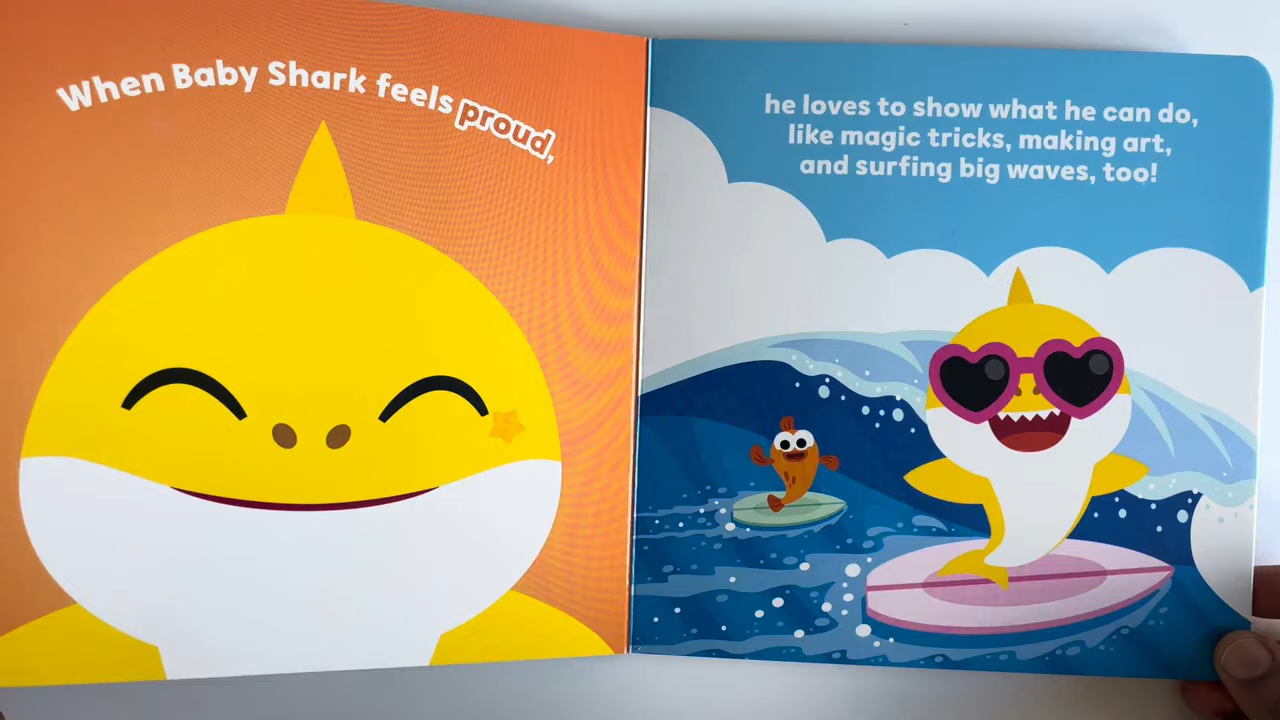 When Baby Shark feels proud,
he loves to show what he can do,
like magic tricks, making art,
and surfing big waves, too!